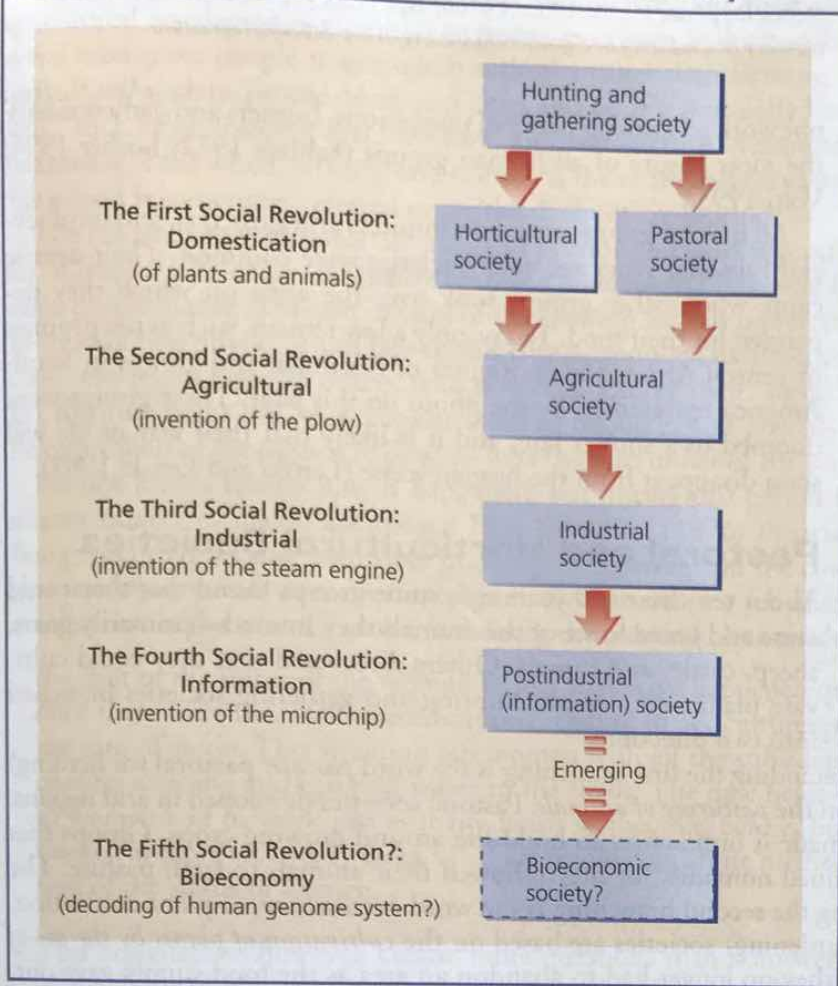 Hunting and
gathering society
The First Social Revolution:
Domestication
(of plants and animals)
Horticultural
society
Pastoral
society
The Second Social Revolution:
Agricultural
(invention of the plow)
Agricultural
society
The Third Social Revolution:
Industrial
(invention of the steam engine)
Industrial
society
The Fourth Social Revolution:
Information
(invention of the microchip)
Postindustrial
(information) society
Emerging
The Fifth Social Revolution?:
Bioeconomy
(decoding of human genome system?)
Bioeconomic
society?